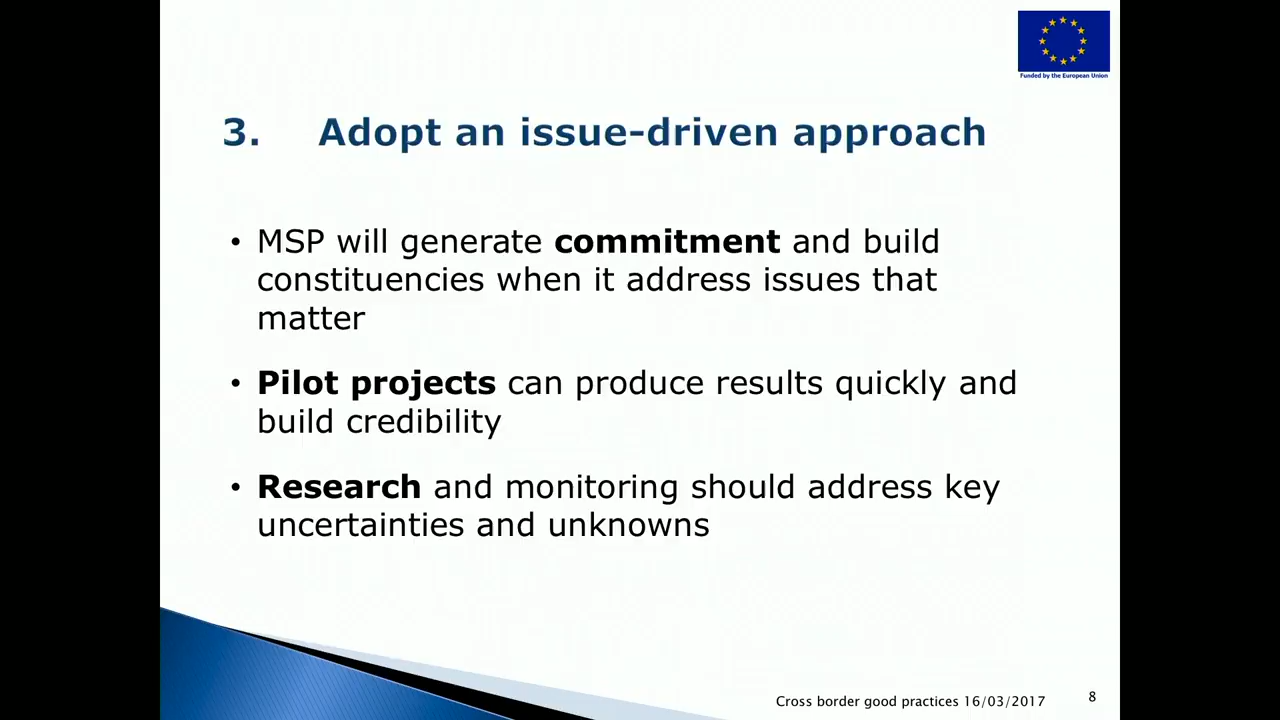 Funded by the European Union
3. Adopt an issue-driven approach
• MSP will generate commitment and build
constituencies when it address issues that
matter
• Pilot projects can produce results quickly and
build credibility
• Research and monitoring should address key
uncertainties and unknowns
Cross border good practices 16/03/2017 8